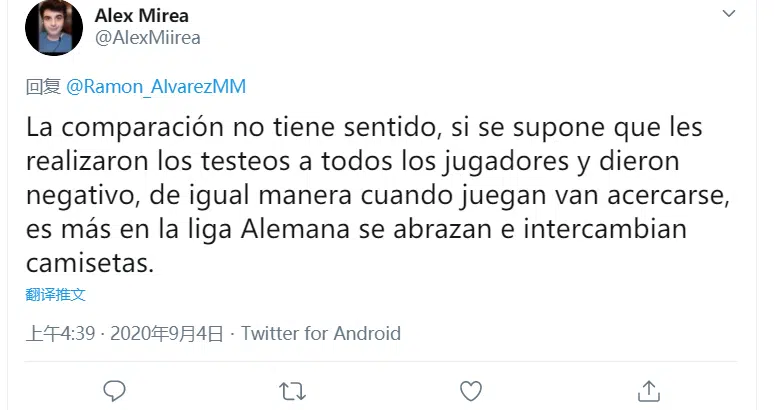 Alex Mirea
@AlexMiirea
回复 @Ramon_AlvarezMM
La comparación no tiene sentido, si se supone que les
realizaron los testeos a todos los jugadores y dieron
negativo, de igual manera cuando juegan van acercarse,
es más en la liga Alemana se abrazan e intercambian
camisetas.
翻译推文
上午4:39 · 2020年9月4日 · Twitter for Android